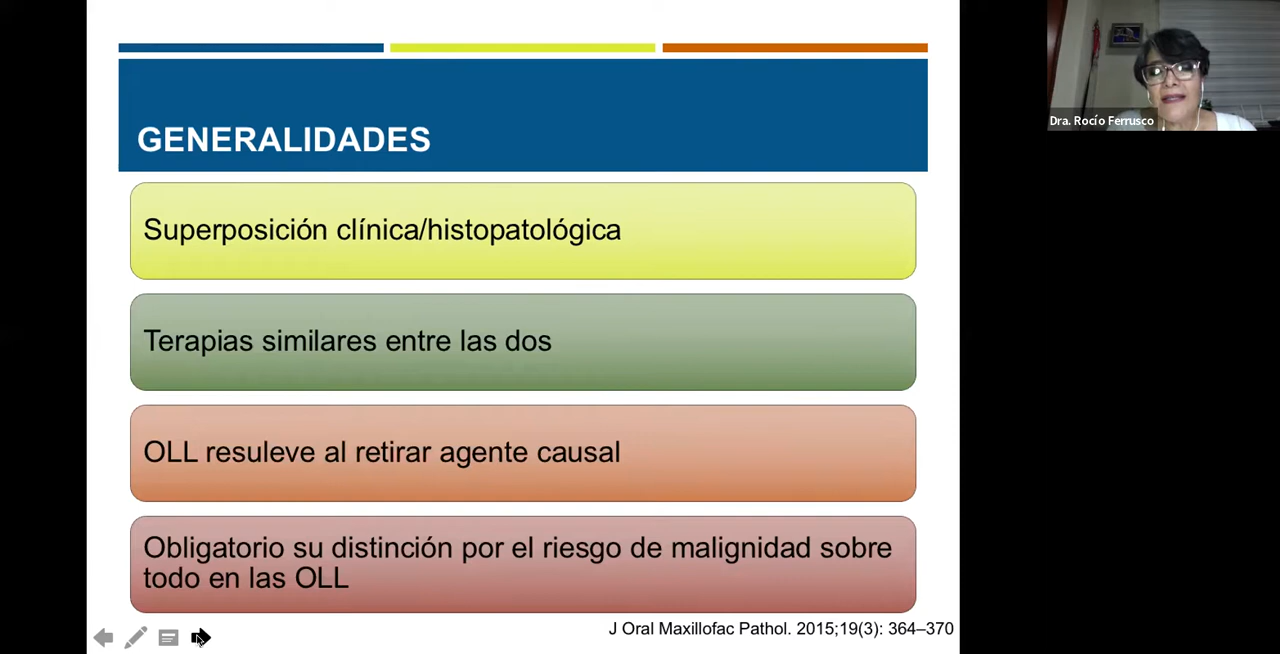 GENERALIDADES
Superposición clínica/histopatológica
Terapias similares entre las dos
OLL resuleve al retirar agente causal
Obligatorio su distinción por el riesgo de malignidad sobre
todo en las OLL
J Oral Maxillofac Pathol. 2015;19(3): 364–370
Dra. Rocío Ferrusco